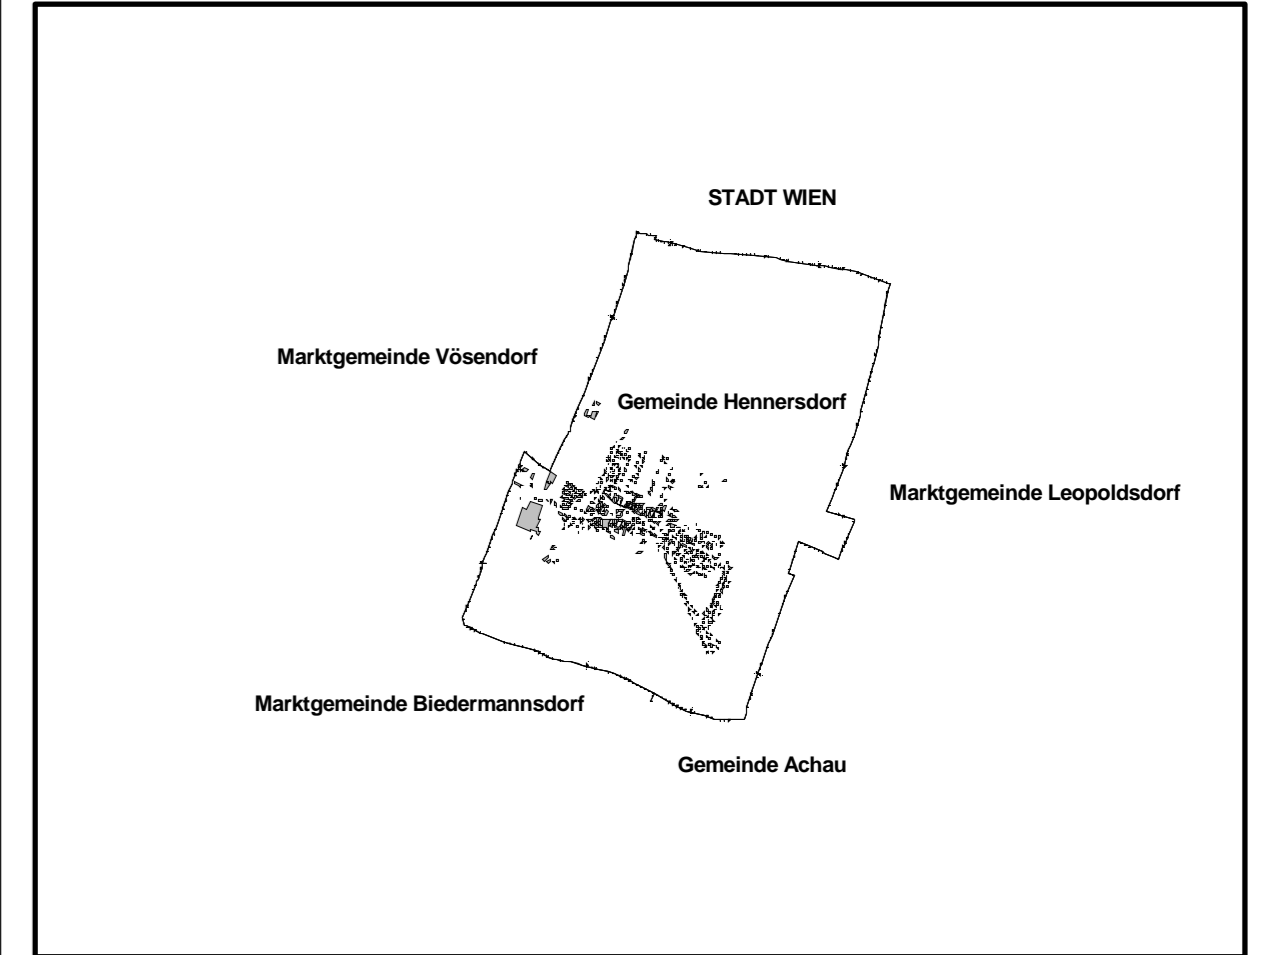 STADT WIEN
Marktgemeinde Vösendorf
Gemeinde Hennersdorf
Marktgemeinde Leopoldsdorf
Marktgemeinde Biedermannsdorf
Gemeinde Achau